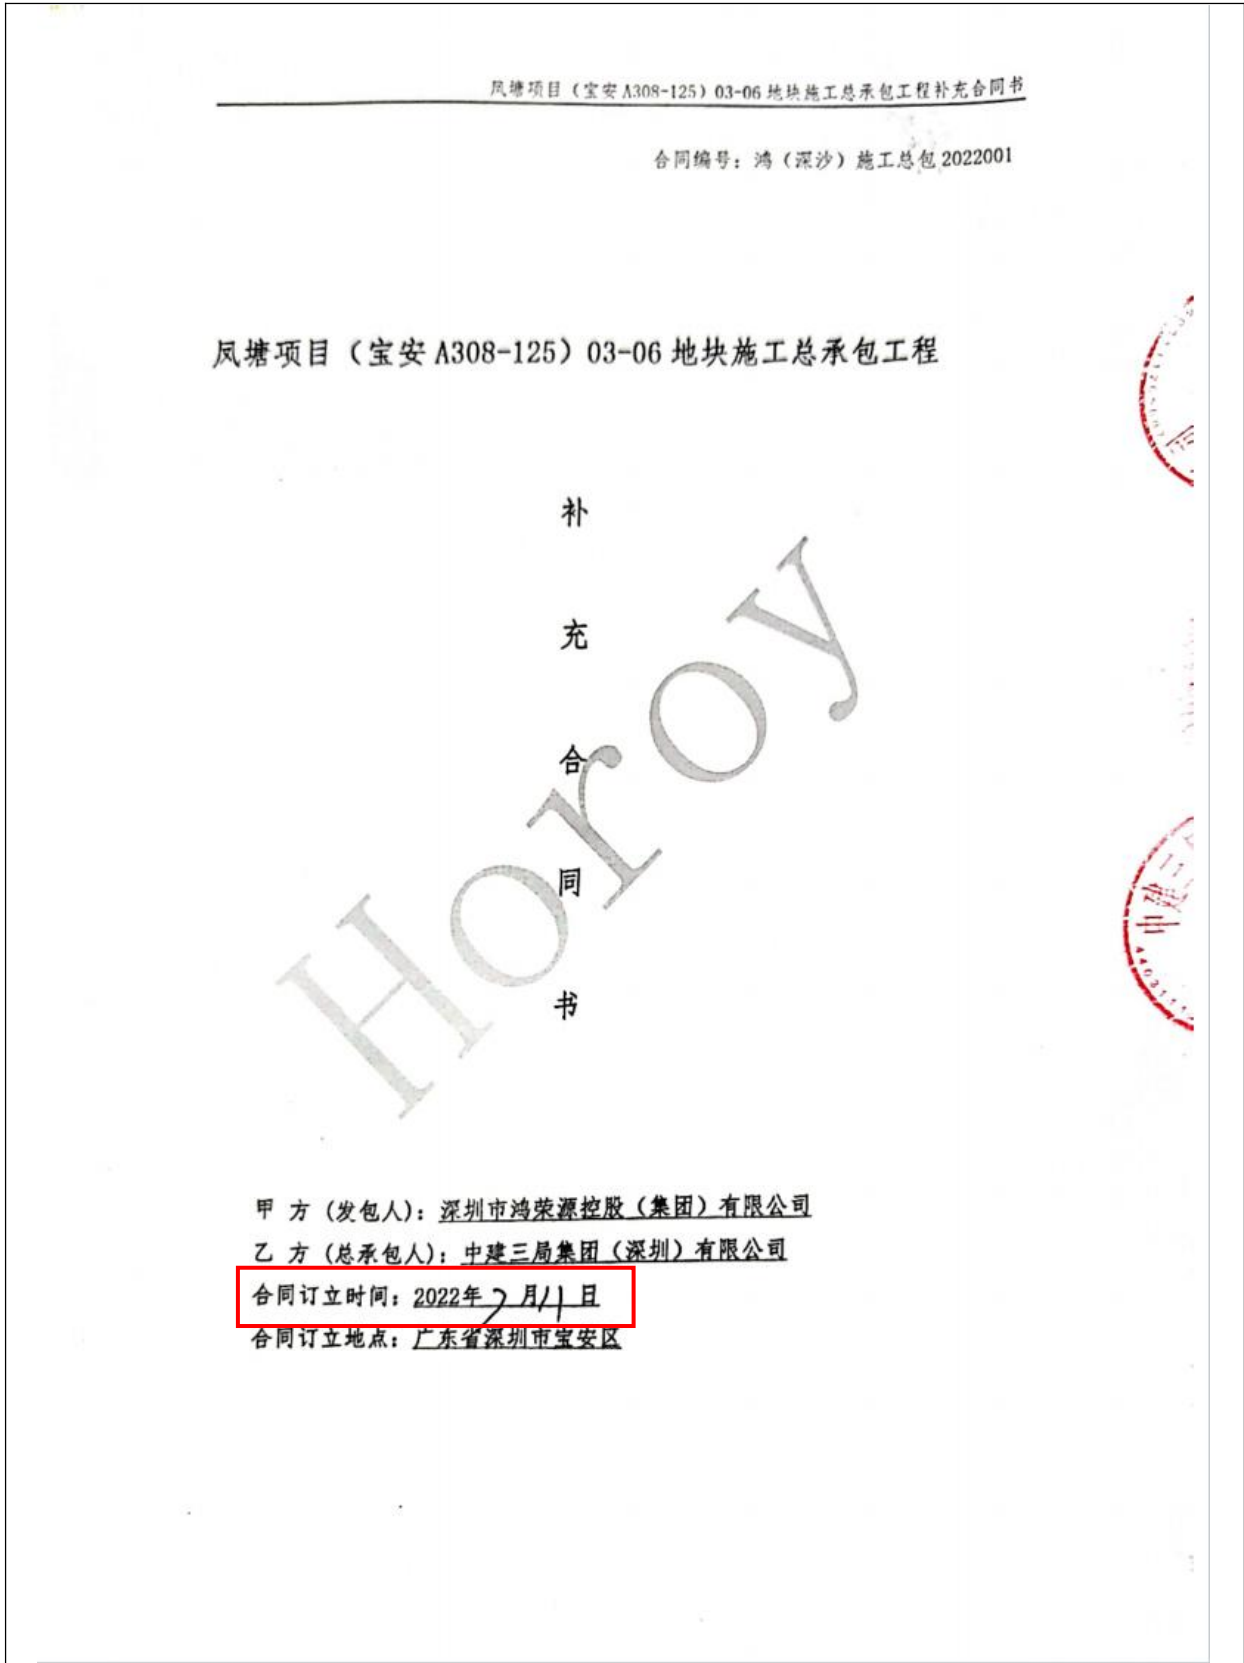 凤塘项目（宝安A308-125）03-06地块施工总承包工程补充合同书
合同编号：鸿（深沙）施工总包2022001
凤塘项目（宝安A308-125）03-06地块施工总承包工程
补
充
合
同
书
Horoy
甲 方（发包人）：深圳市鸿荣源控股（集团）有限公司
乙 方（总承包人）：中建三局集团（深圳）有限公司
合同订立时间：2022年7月11日
合同订立地点：广东省深圳市宝安区
中建三